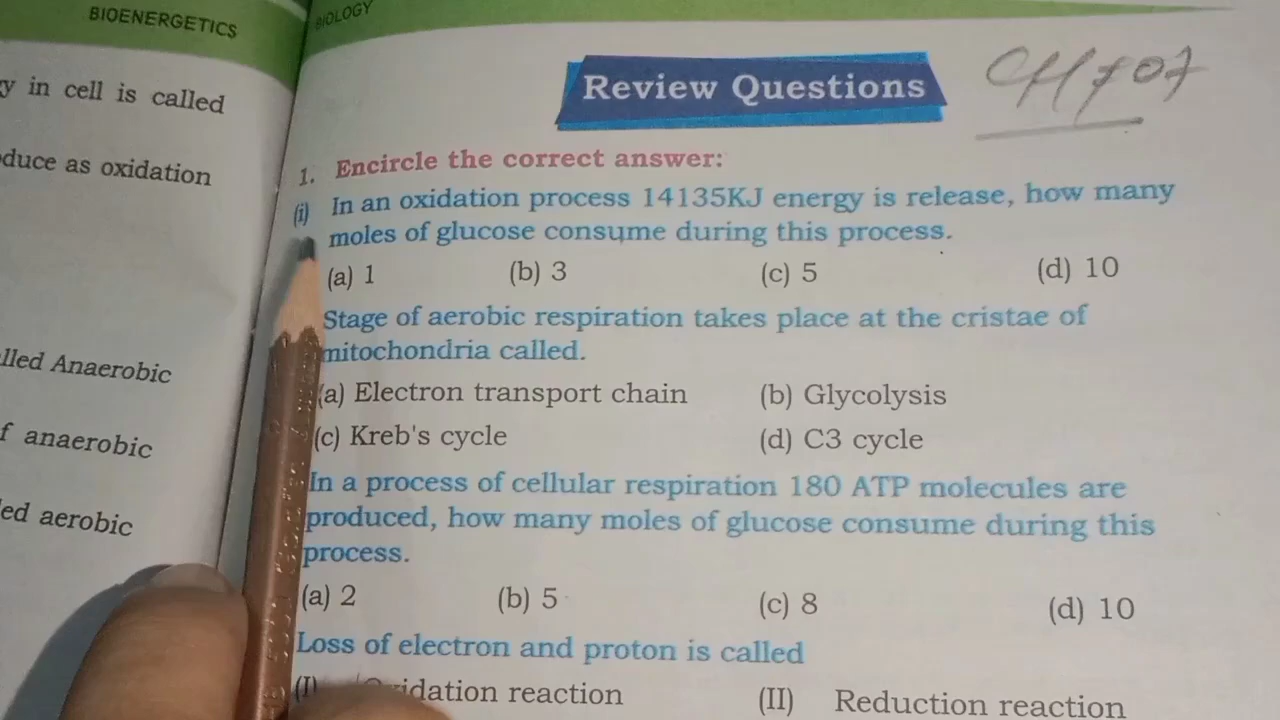 BIOENERGETICS
y in cell is called
duce as oxidation
lled Anaerobic
f anaerobic
ed aerobic
BIOLOGY
Review Questions
CH # 07
1. Encircle the correct answer:
(i) In an oxidation process 14135KJ energy is release, how many
moles of glucose consume during this process.
(a) 1 (b) 3 (c) 5 (d) 10
Stage of aerobic respiration takes place at the cristae of
mitochondria called.
(a) Electron transport chain (b) Glycolysis
(c) Kreb's cycle (d) C3 cycle
In a process of cellular respiration 180 ATP molecules are
produced, how many moles of glucose consume during this
process.
(a) 2 (b) 5 (c) 8 (d) 10
Loss of electron and proton is called
(I) Oxidation reaction (II) Reduction reaction